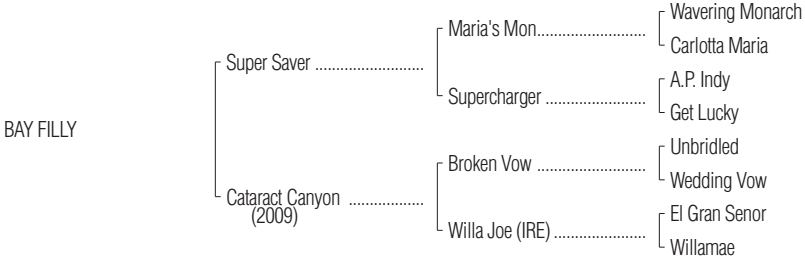 Wavering Monarch
Maria's Mon..........................
Carlotta Maria
Super Saver ..........................
A.P. Indy
Supercharger ........................
Get Lucky
BAY FILLY
Unbridled
Broken Vow ..........................
Wedding Vow
Cataract Canyon ..................
(2009)
El Gran Senor
Willa Joe (IRE) ......................
Willamae